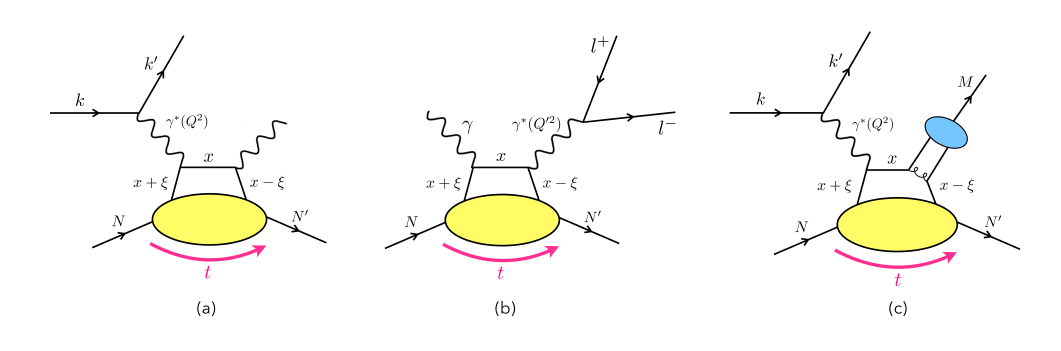 k
k′
γ*(Q²)
x
x + ξ
x − ξ
N
N′
t
(a)
γ
γ*(Q′²)
l⁺
l⁻
x
x + ξ
x − ξ
N
N′
t
(b)
k
k′
γ*(Q²)
M
x
x + ξ
x − ξ
N
N′
t
(c)